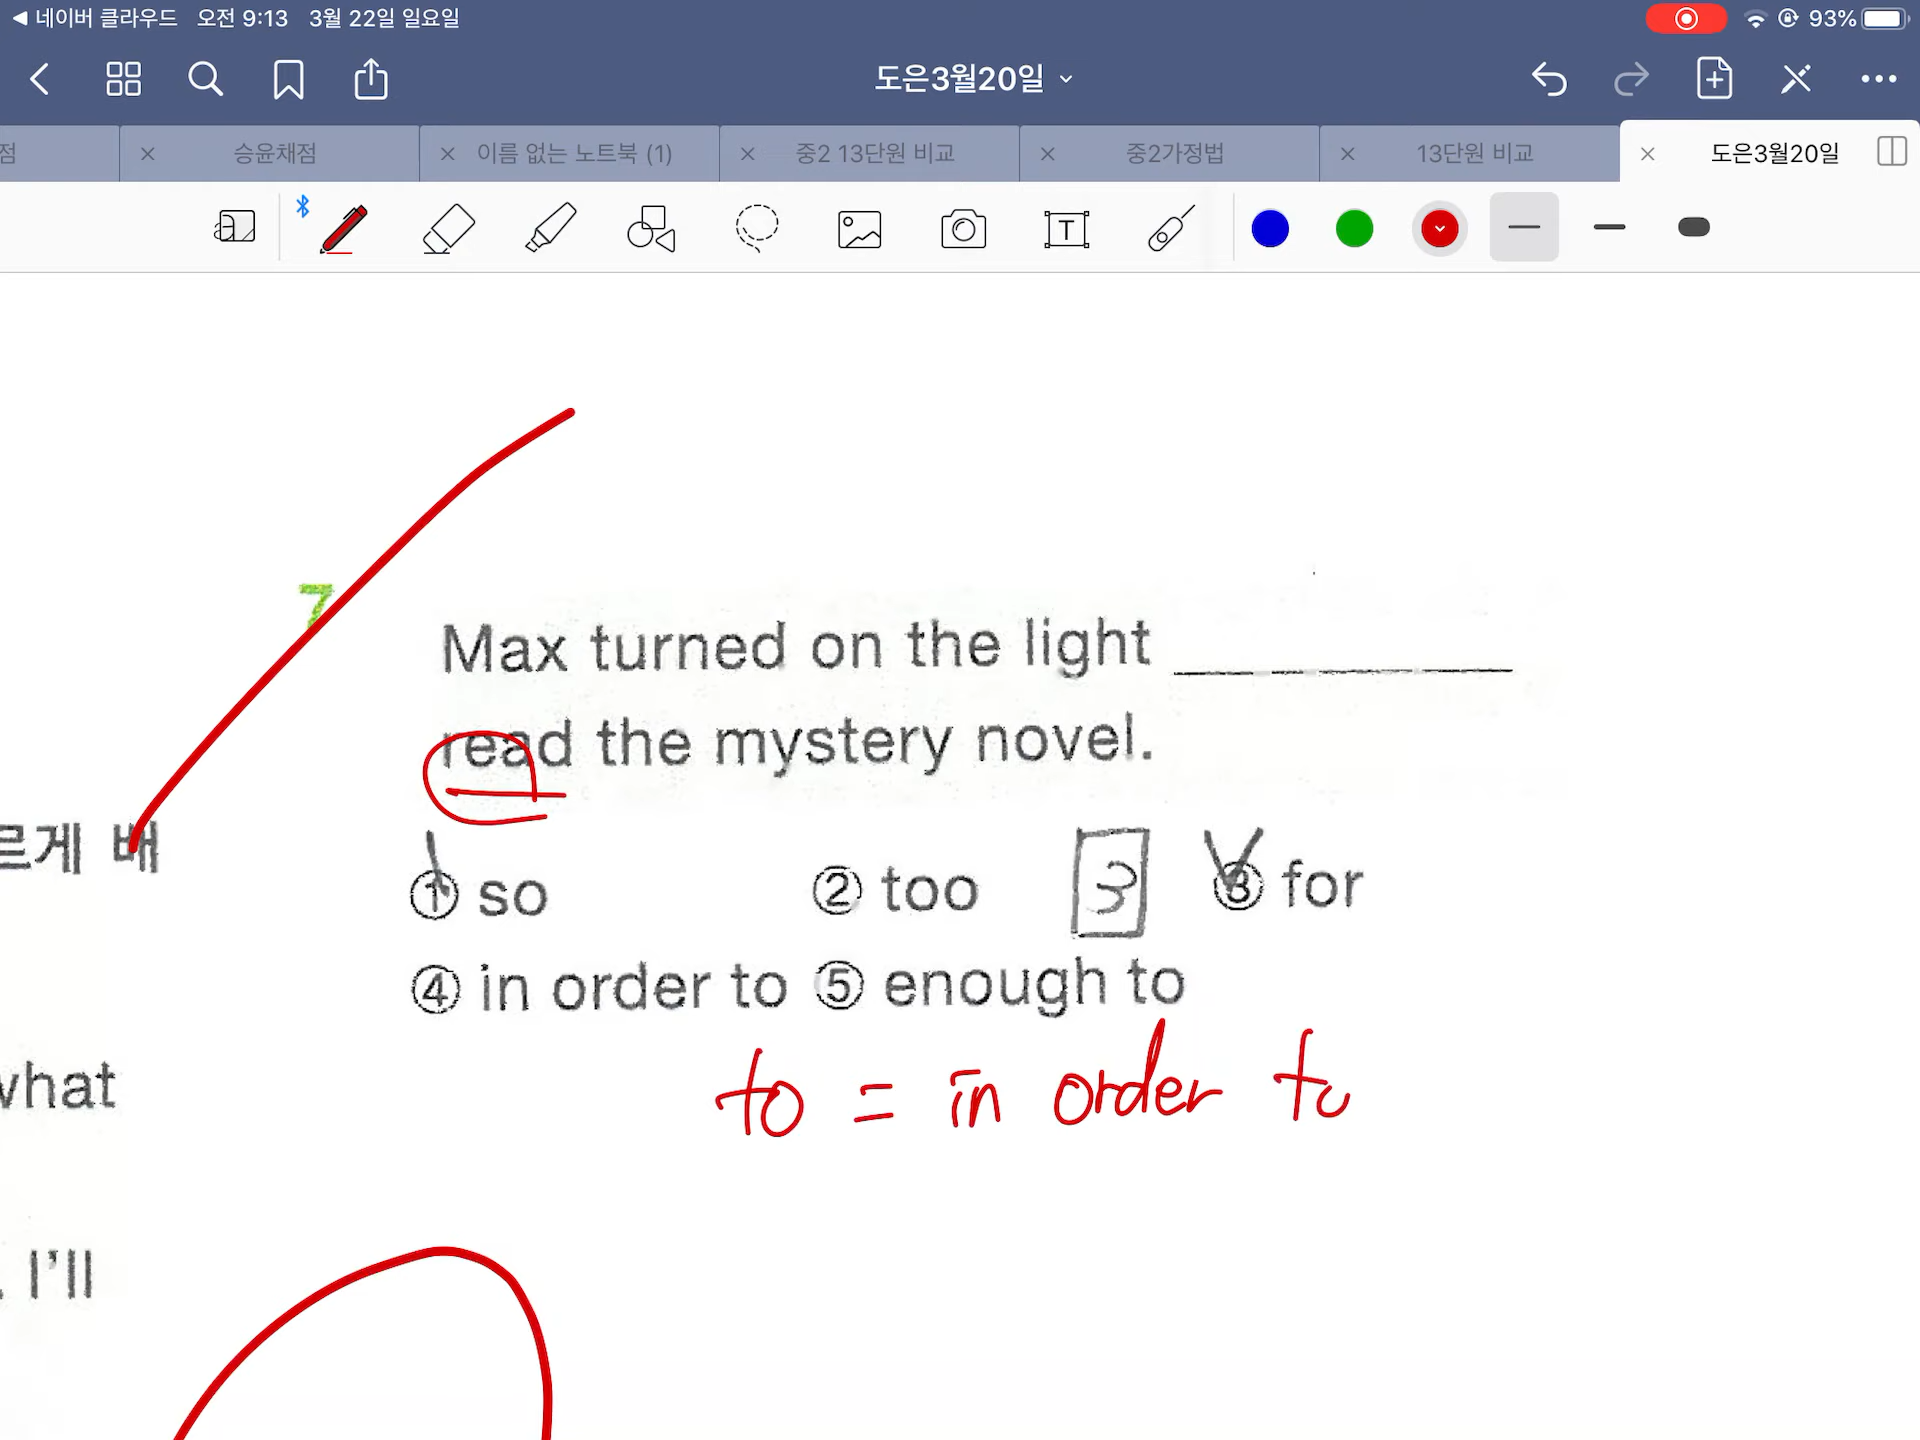 ◀ 네이버 클라우드 오전 9:13 3월 22일 일요일 93%
도은3월20일
점 × 승윤채점 × 이름 없는 노트북 (1) × 중2 13단원 비교 × 중2가정법 × 13단원 비교 × 도은3월20일
7
Max turned on the light ____________
read the mystery novel.
르게 배
① so ② too 3 ③ for
④ in order to ⑤ enough to
what
to = in order to
. I'll